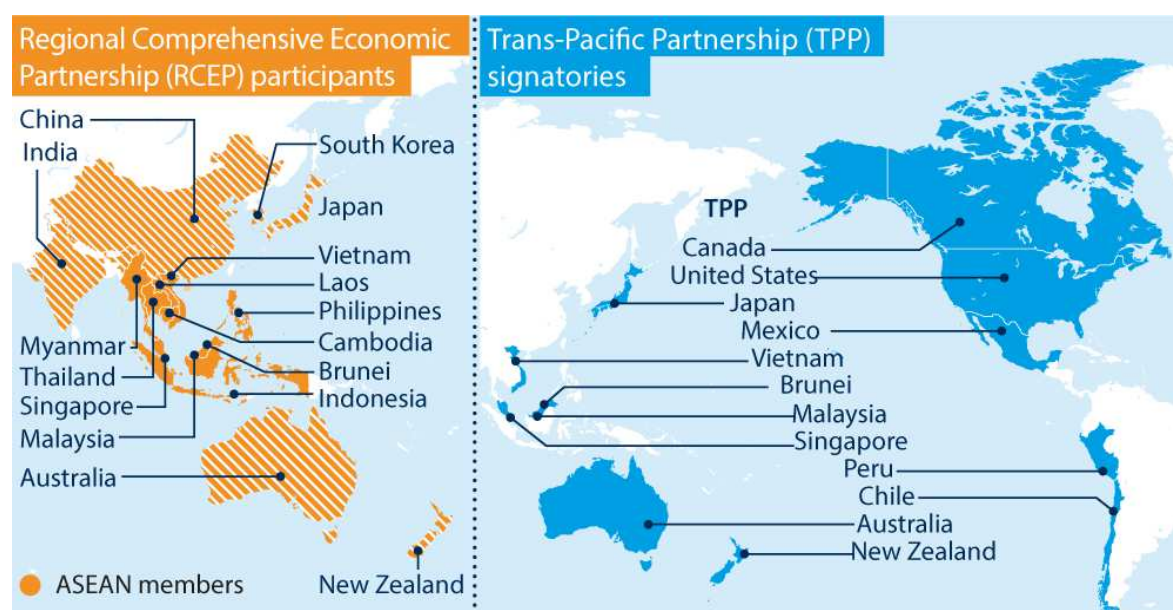 Regional Comprehensive Economic
Partnership (RCEP) participants
China
India
South Korea
Japan
Vietnam
Laos
Philippines
Cambodia
Brunei
Indonesia
Myanmar
Thailand
Singapore
Malaysia
Australia
New Zealand
ASEAN members
Trans-Pacific Partnership (TPP)
signatories
TPP
Canada
United States
Japan
Mexico
Vietnam
Brunei
Malaysia
Singapore
Peru
Chile
Australia
New Zealand